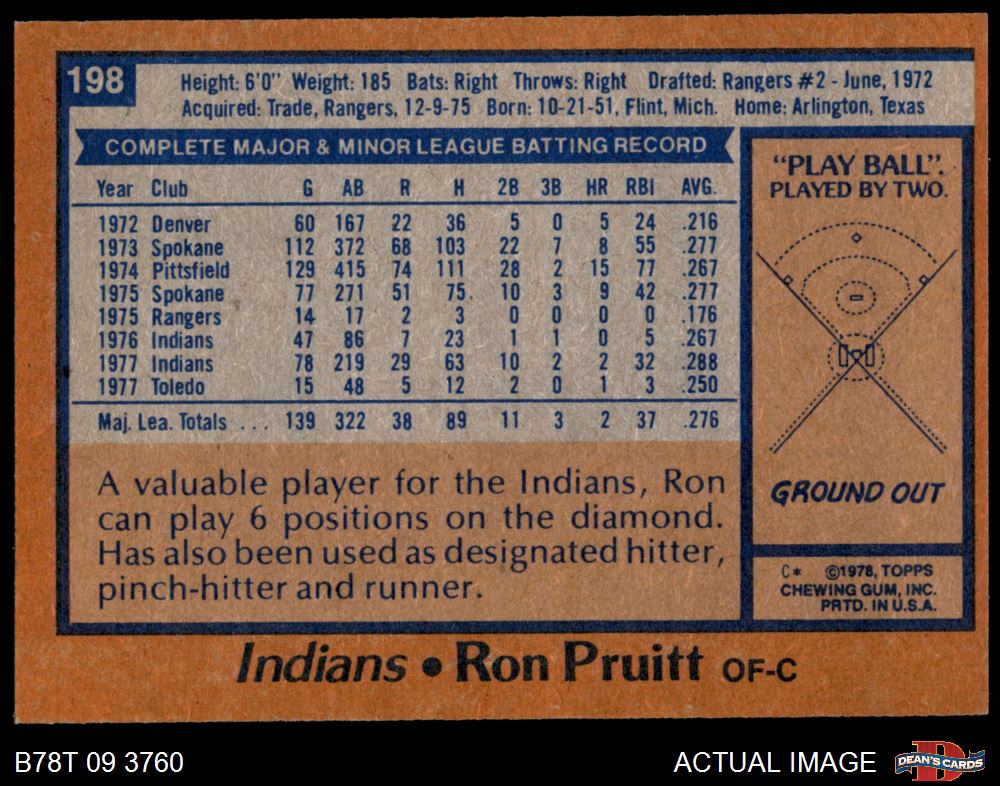 198
Height: 6'0" Weight: 185 Bats: Right Throws: Right Drafted: Rangers #2 - June, 1972
Acquired: Trade, Rangers, 12-9-75 Born: 10-21-51, Flint, Mich. Home: Arlington, Texas
COMPLETE MAJOR & MINOR LEAGUE BATTING RECORD
Year Club G AB R H 2B 3B HR RBI AVG.
1972 Denver 60 167 22 36 5 0 5 24 .216
1973 Spokane 112 372 68 103 22 7 8 55 .277
1974 Pittsfield 129 415 74 111 28 2 15 77 .267
1975 Spokane 77 271 51 75 10 3 9 42 .277
1975 Rangers 14 17 2 3 0 0 0 0 .176
1976 Indians 47 86 7 23 1 1 0 5 .267
1977 Indians 78 219 29 63 10 2 2 32 .288
1977 Toledo 15 48 5 12 2 0 1 3 .250
Maj. Lea. Totals ... 139 322 38 89 11 3 2 37 .276
A valuable player for the Indians, Ron
can play 6 positions on the diamond.
Has also been used as designated hitter,
pinch-hitter and runner.
"PLAY BALL".
PLAYED BY TWO.
GROUND OUT
C* ©1978, TOPPS
CHEWING GUM, INC.
PRTD. IN U.S.A.
Indians • Ron Pruitt OF-C
B78T 09 3760
ACTUAL IMAGE
D
DEAN'S CARDS